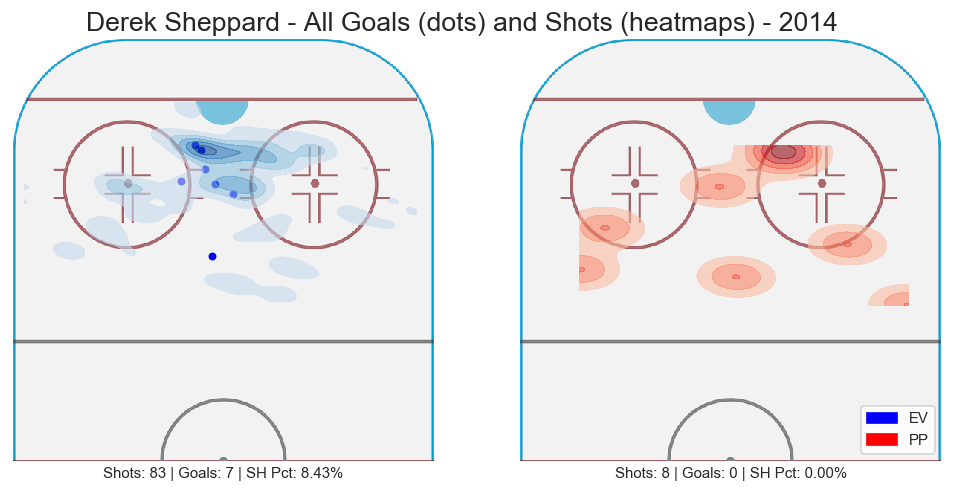 Derek Sheppard - All Goals (dots) and Shots (heatmaps) - 2014
EV
PP
Shots: 83 | Goals: 7 | SH Pct: 8.43%
Shots: 8 | Goals: 0 | SH Pct: 0.00%